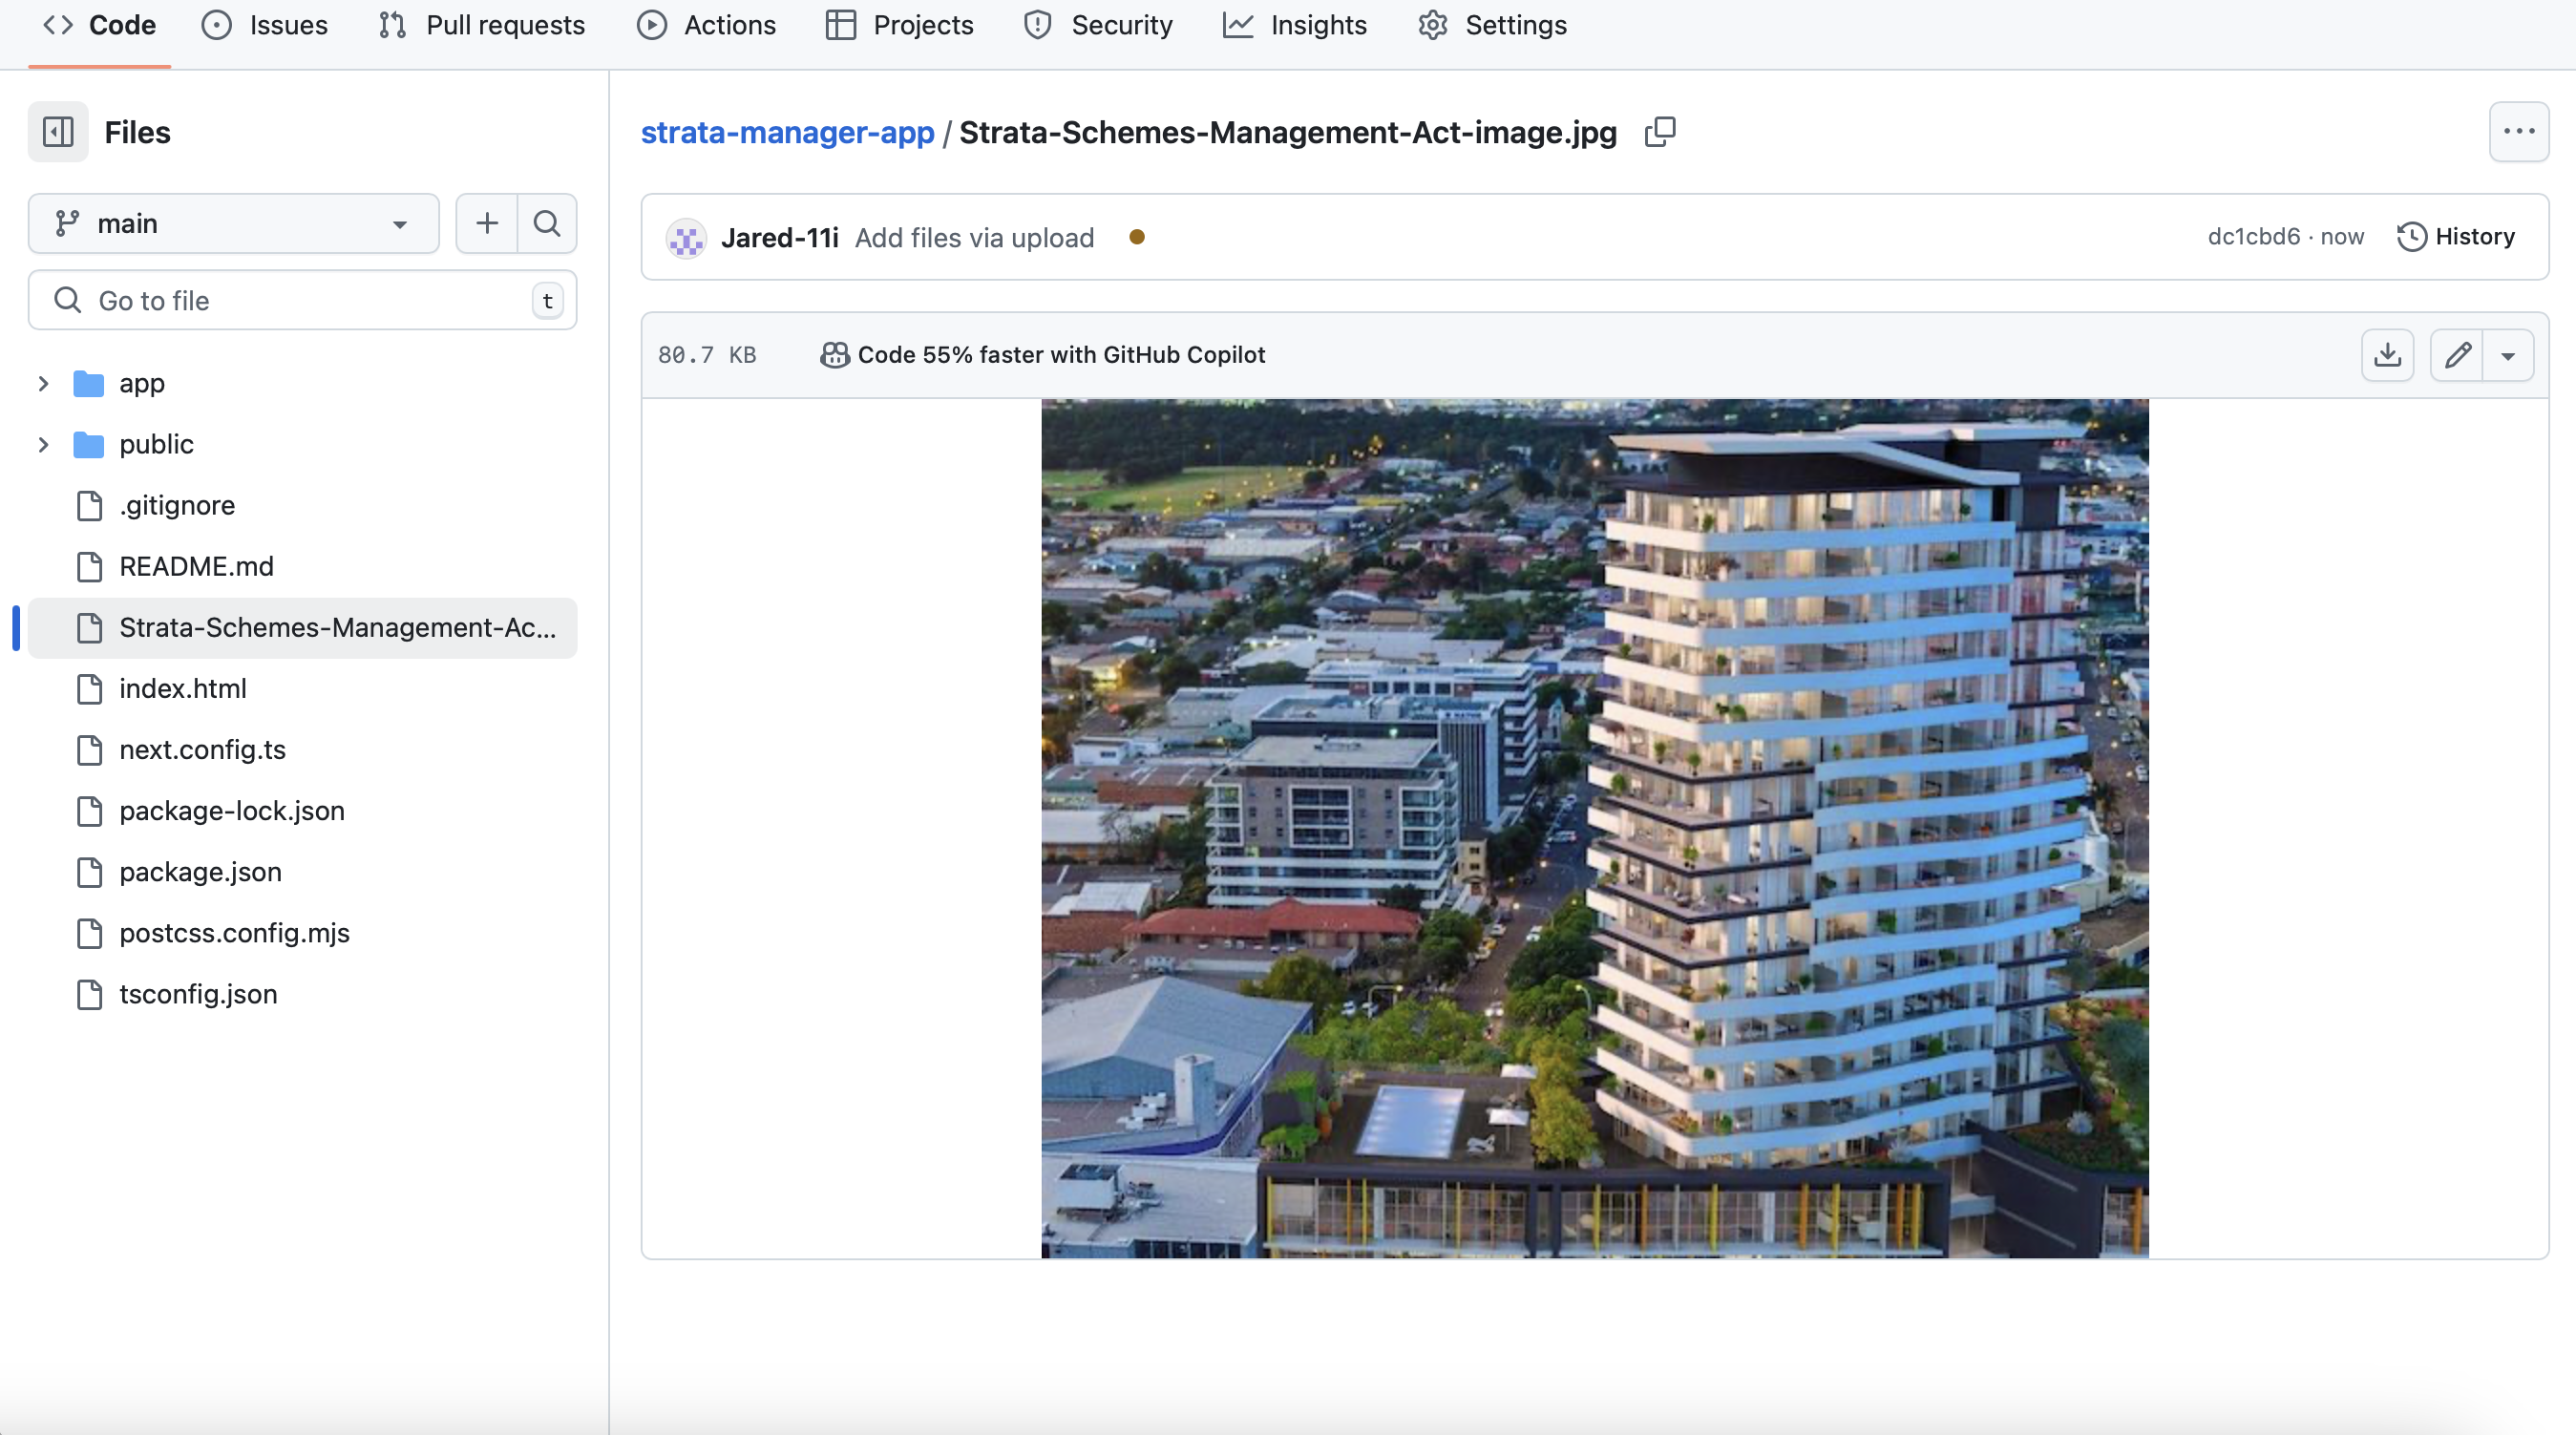 Code Issues Pull requests Actions Projects Security Insights Settings
Files
main
Go to file t
app
public
.gitignore
README.md
Strata-Schemes-Management-Ac...
index.html
next.config.ts
package-lock.json
package.json
postcss.config.mjs
tsconfig.json
strata-manager-app / Strata-Schemes-Management-Act-image.jpg
Jared-11i Add files via upload dc1cbd6 · now History
80.7 KB Code 55% faster with GitHub Copilot